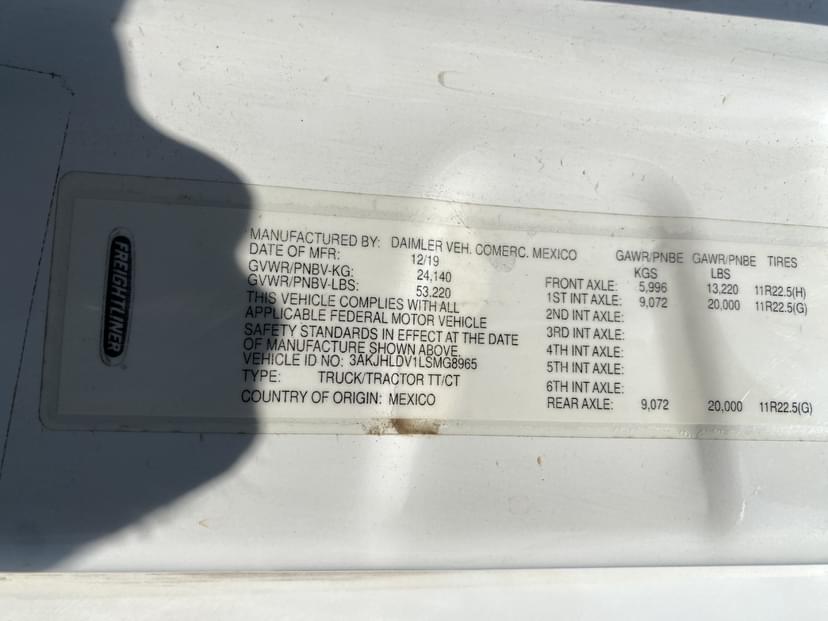 FREIGHTLINER
MANUFACTURED BY: DAIMLER VEH. COMERC. MEXICO
DATE OF MFR: 12/19
GVWR/PNBV-KG: 24,140
GVWR/PNBV-LBS: 53,220
THIS VEHICLE COMPLIES WITH ALL
APPLICABLE FEDERAL MOTOR VEHICLE
SAFETY STANDARDS IN EFFECT AT THE DATE
OF MANUFACTURE SHOWN ABOVE.
VEHICLE ID NO: 3AKJHLDV1LSMG8965
TYPE: TRUCK/TRACTOR TT/CT
COUNTRY OF ORIGIN: MEXICO
GAWR/PNBE GAWR/PNBE TIRES
KGS LBS
FRONT AXLE: 5,996 13,220 11R22.5(H)
1ST INT AXLE: 9,072 20,000 11R22.5(G)
2ND INT AXLE:
3RD INT AXLE:
4TH INT AXLE:
5TH INT AXLE:
6TH INT AXLE:
REAR AXLE: 9,072 20,000 11R22.5(G)